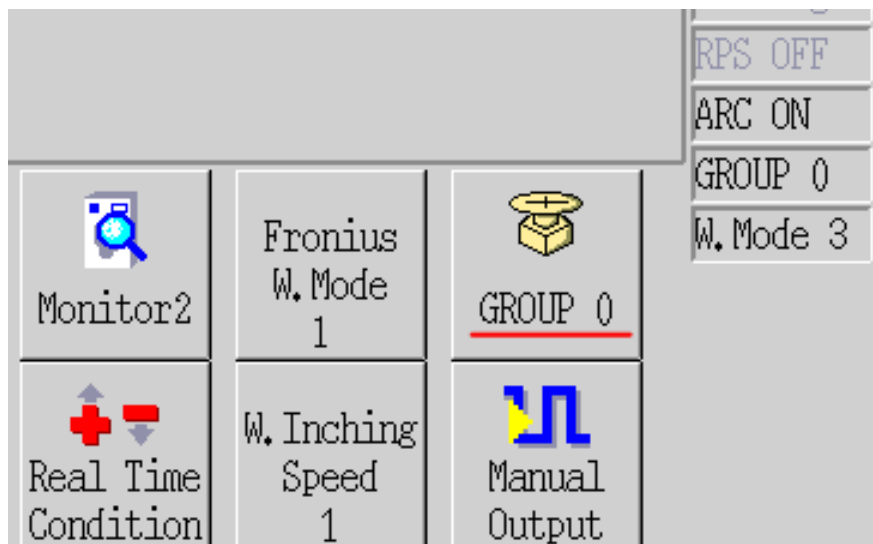 RPS OFF
ARC ON
GROUP 0
W.Mode 3
Monitor2
Fronius
W.Mode
1
GROUP 0
Real Time
Condition
W.Inching
Speed
1
Manual
Output